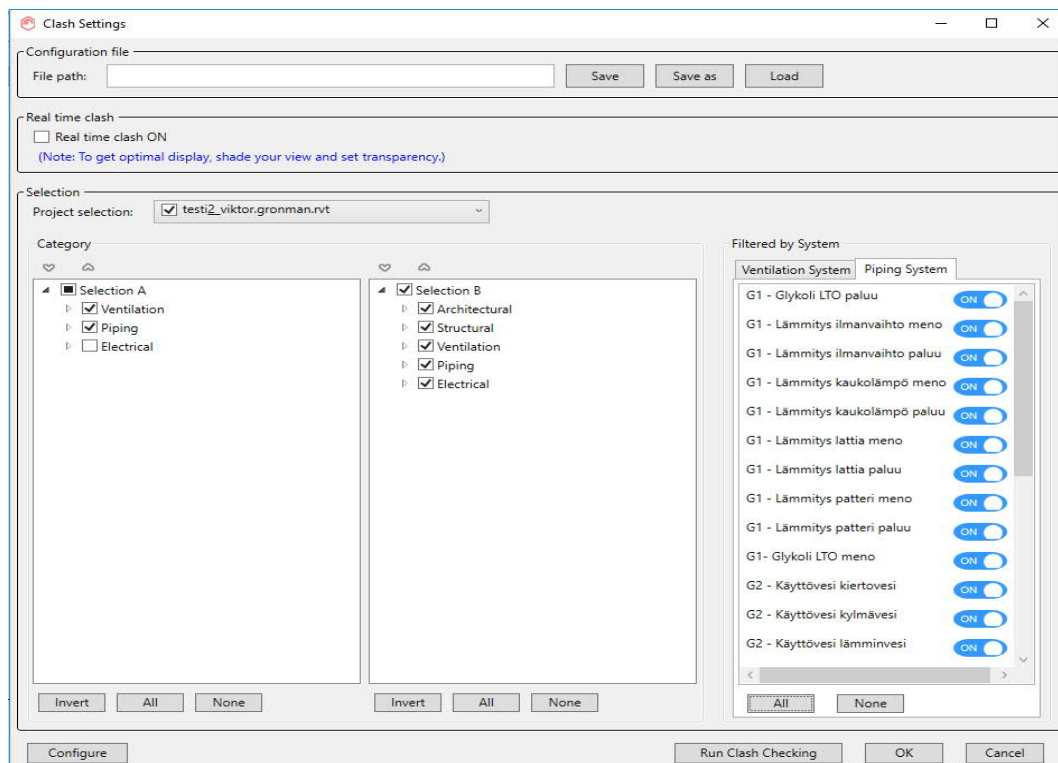 Clash Settings
Configuration file
File path:
Save
Save as
Load
Real time clash
Real time clash ON
(Note: To get optimal display, shade your view and set transparency.)
Selection
Project selection:
testi2_viktor.gronman.rvt
Category
Selection A
Ventilation
Piping
Electrical
Invert
All
None
Selection B
Architectural
Structural
Ventilation
Piping
Electrical
Invert
All
None
Filtered by System
Ventilation System
Piping System
G1 - Glykoli LTO paluu ON
G1 - Lämmitys ilmanvaihto meno ON
G1 - Lämmitys ilmanvaihto paluu ON
G1 - Lämmitys kaukolämpö meno ON
G1 - Lämmitys kaukolämpö paluu ON
G1 - Lämmitys lattia meno ON
G1 - Lämmitys lattia paluu ON
G1 - Lämmitys patteri meno ON
G1 - Lämmitys patteri paluu ON
G1- Glykoli LTO meno ON
G2 - Käyttövesi kiertovesi ON
G2 - Käyttövesi kylmävesi ON
G2 - Käyttövesi lämminvesi ON
All
None
Configure
Run Clash Checking
OK
Cancel